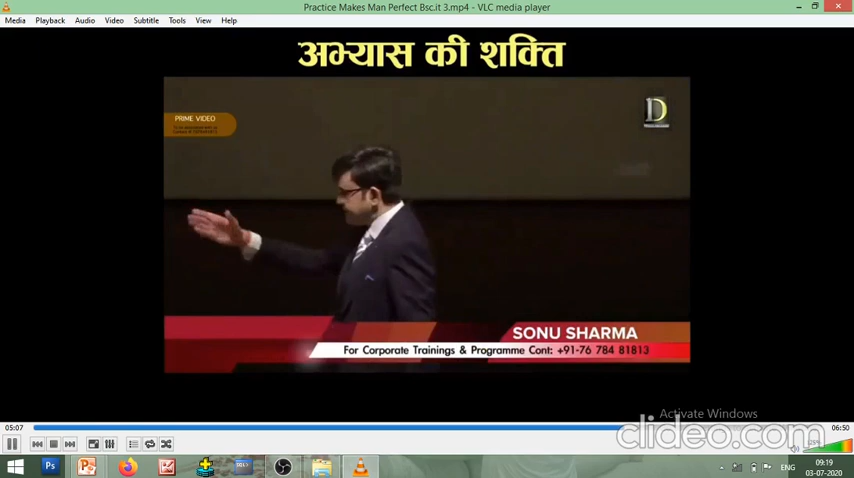 Practice Makes Man Perfect Bsc.it 3.mp4 - VLC media player
Media Playback Audio Video Subtitle Tools View Help
अभ्यास की शक्ति
PRIME VIDEO
D
SONU SHARMA
For Corporate Trainings & Programme Cont: +91-76 784 81813
Activate Windows
05:07
06:50
clideo.com
Ps
ENG
09:19
03-07-2020